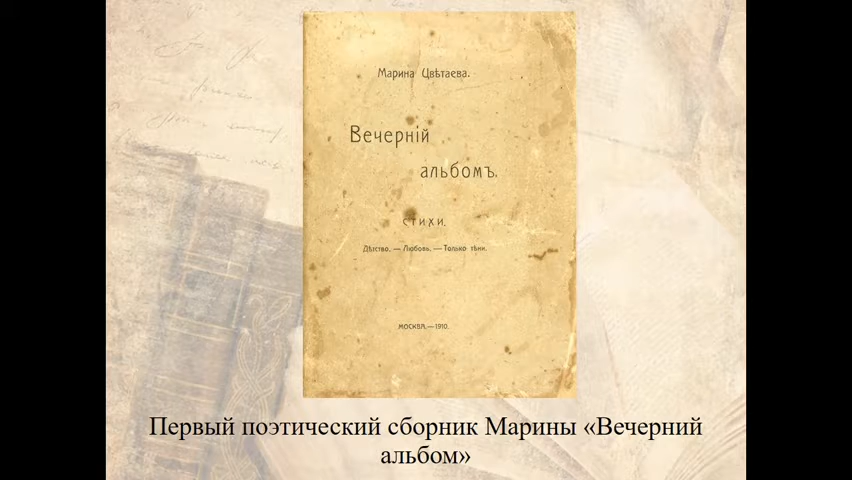 Марина Цвѣтаева.
Вечерній
альбомъ.
СТИХИ.
Дѣтство. — Любовь. — Только тѣни.
МОСКВА.—1910.
Первый поэтический сборник Марины «Вечерний
альбом»